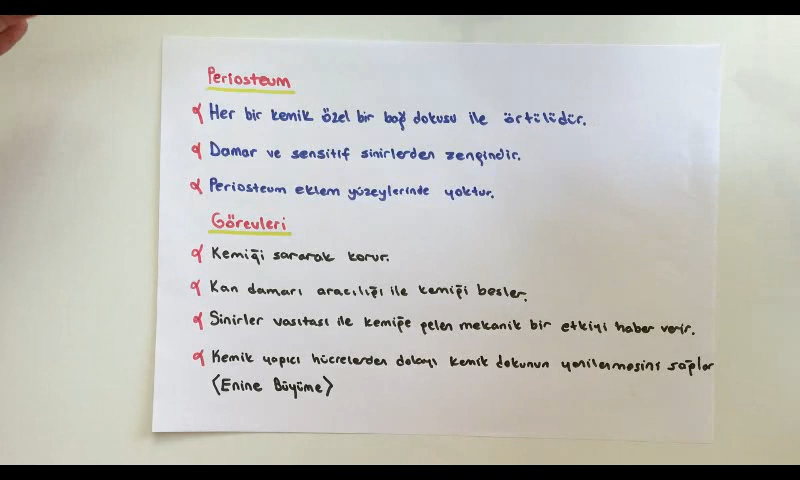 Periosteum
Her bir kemik özel bir bağ dokusu ile örtülüdür.
Damar ve sensitif sinirlerden zengindir.
Periosteum eklem yüzeylerinde yoktur.
Görevleri
Kemiği sararak korur.
Kan damarı aracılığı ile kemiği besler.
Sinirler vasıtası ile kemiğe gelen mekanik bir etkiyi haber verir.
Kemik yapıcı hücrelerden dolayı kemik dokunun yenilenmesini sağlar
(Enine Büyüme)